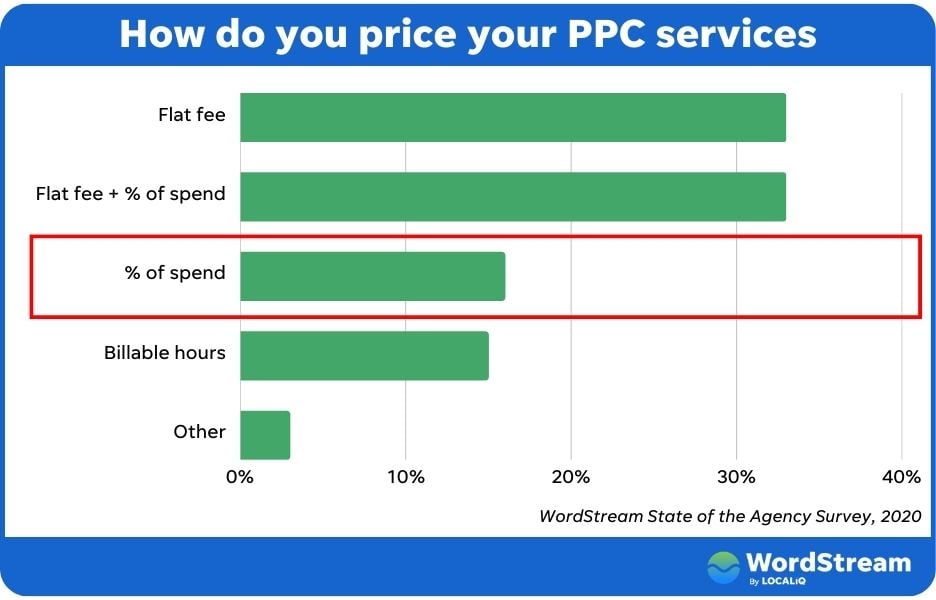 How do you price your PPC services
Flat fee
Flat fee + % of spend
% of spend
Billable hours
Other
0% 10% 20% 30% 40%
WordStream State of the Agency Survey, 2020
WordStream
By LOCALiQ